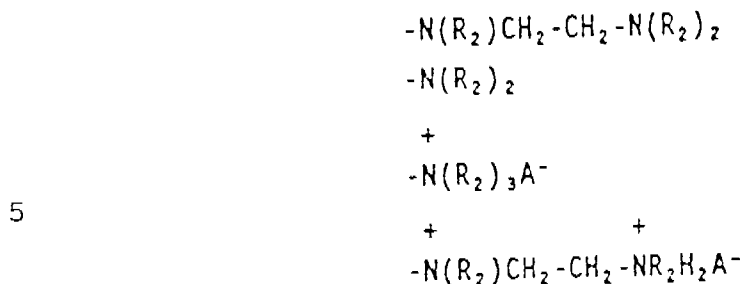 -N(R₂)CH₂-CH₂-N(R₂)₂
-N(R₂)₂
+
-N(R₂)₃A⁻
5
+ +
-N(R₂)CH₂-CH₂-NR₂H₂A⁻